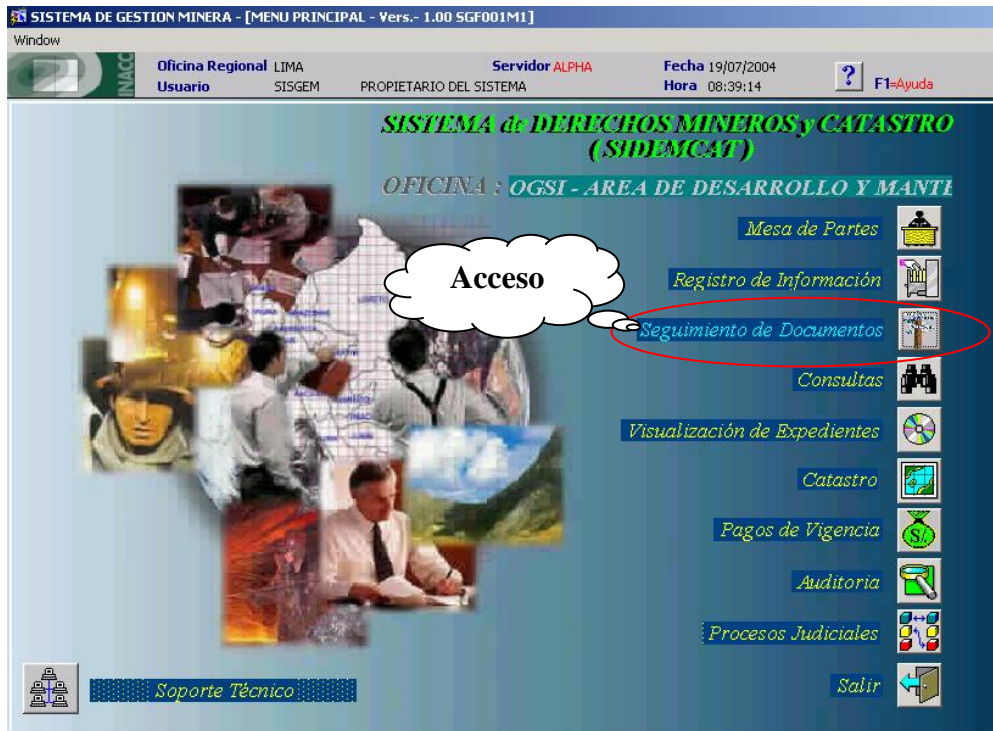 SISTEMA DE GESTION MINERA - [MENU PRINCIPAL - Vers.- 1.00 SGF001M1]
Window
INACC
Oficina Regional LIMA Servidor ALPHA Fecha 19/07/2004
Usuario SISGEM PROPIETARIO DEL SISTEMA Hora 08:39:14
? F1=Ayuda
SISTEMA de DERECHOS MINEROS y CATASTRO
( SIDEMCAT )
OFICINA : OGSI - AREA DE DESARROLLO Y MANTE
Mesa de Partes
Acceso
Registro de Información
Seguimiento de Documentos
Consultas
Visualización de Expedientes
Catastro
Pagos de Vigencia
S/.
Auditoria
Procesos Judiciales
Salir
Soporte Técnico